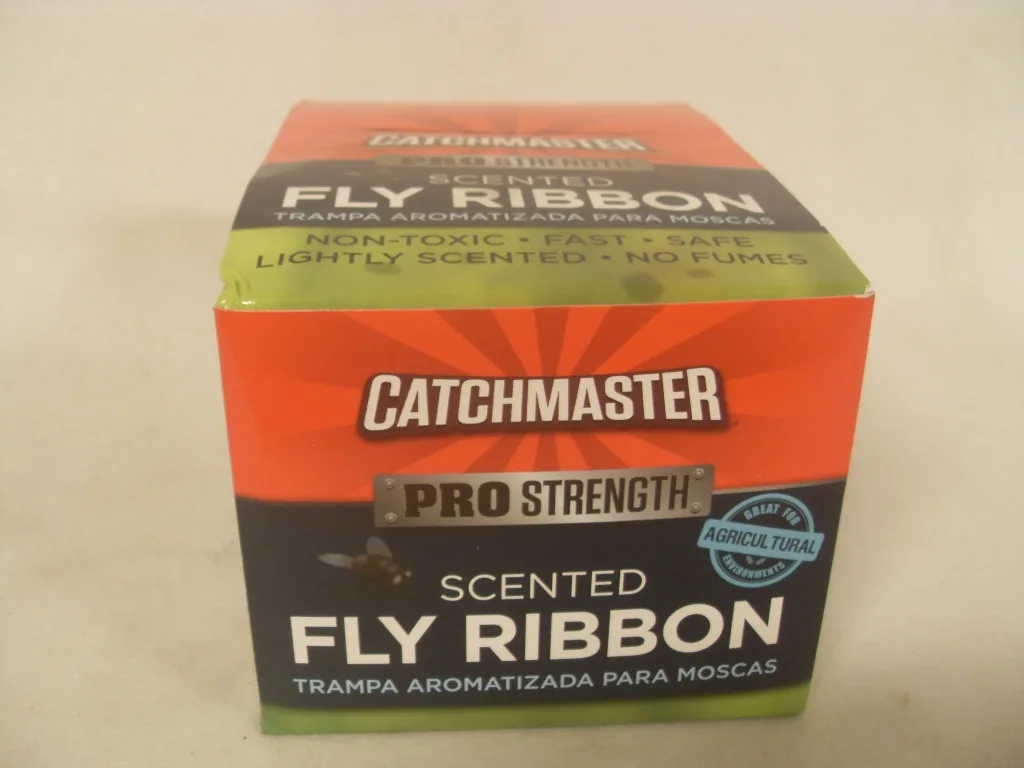 CATCHMASTER
PRO STRENGTH
SCENTED
FLY RIBBON
TRAMPA AROMATIZADA PARA MOSCAS
NON-TOXIC • FAST • SAFE
LIGHTLY SCENTED • NO FUMES
CATCHMASTER
PRO STRENGTH
GREAT FOR
AGRICULTURAL
ENVIRONMENTS
SCENTED
FLY RIBBON
TRAMPA AROMATIZADA PARA MOSCAS